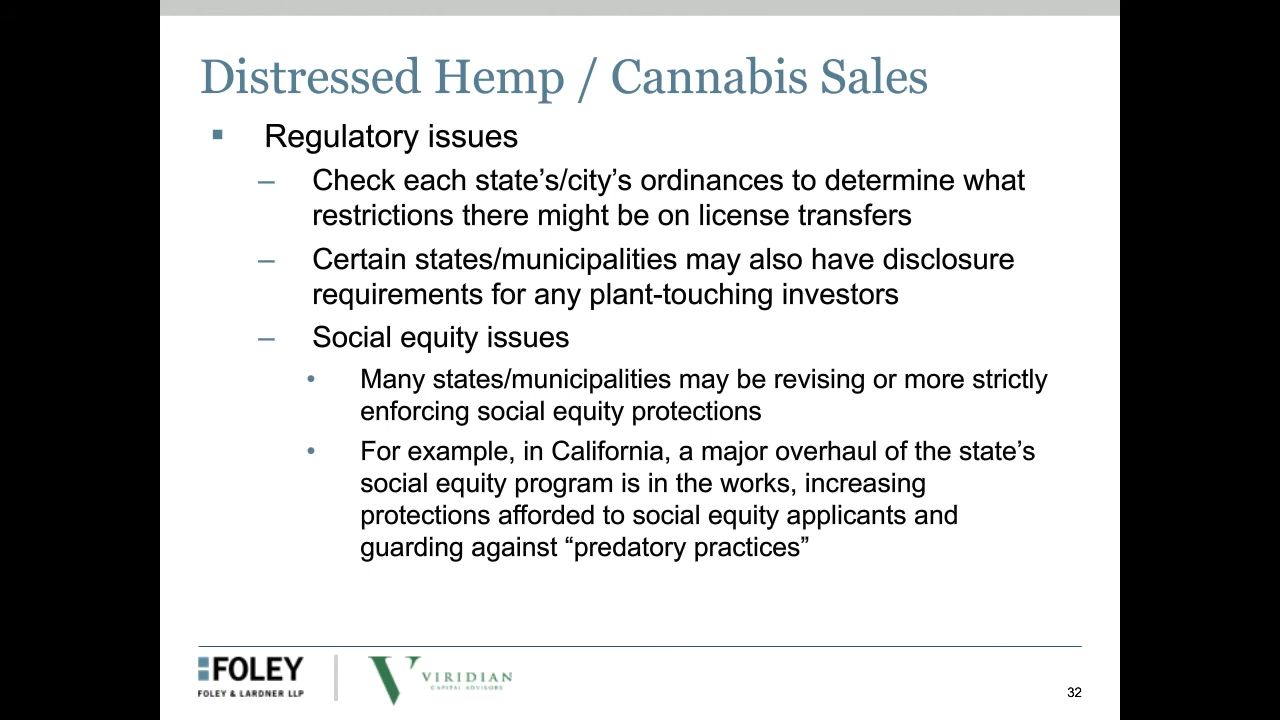 Distressed Hemp / Cannabis Sales
▪ Regulatory issues
– Check each state’s/city’s ordinances to determine what
restrictions there might be on license transfers
– Certain states/municipalities may also have disclosure
requirements for any plant-touching investors
– Social equity issues
• Many states/municipalities may be revising or more strictly
enforcing social equity protections
• For example, in California, a major overhaul of the state’s
social equity program is in the works, increasing
protections afforded to social equity applicants and
guarding against “predatory practices”
FOLEY
FOLEY & LARDNER LLP
VIRIDIAN
CAPITAL ADVISORS
32